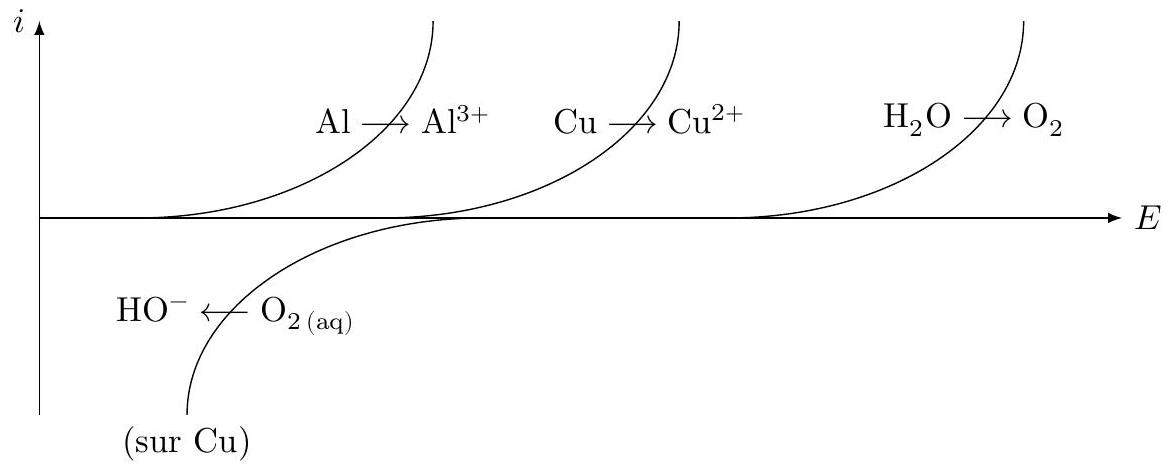 i
Al → Al³⁺
Cu → Cu²⁺
H₂O → O₂
E
HO⁻ ← O₂ (aq)
(sur Cu)